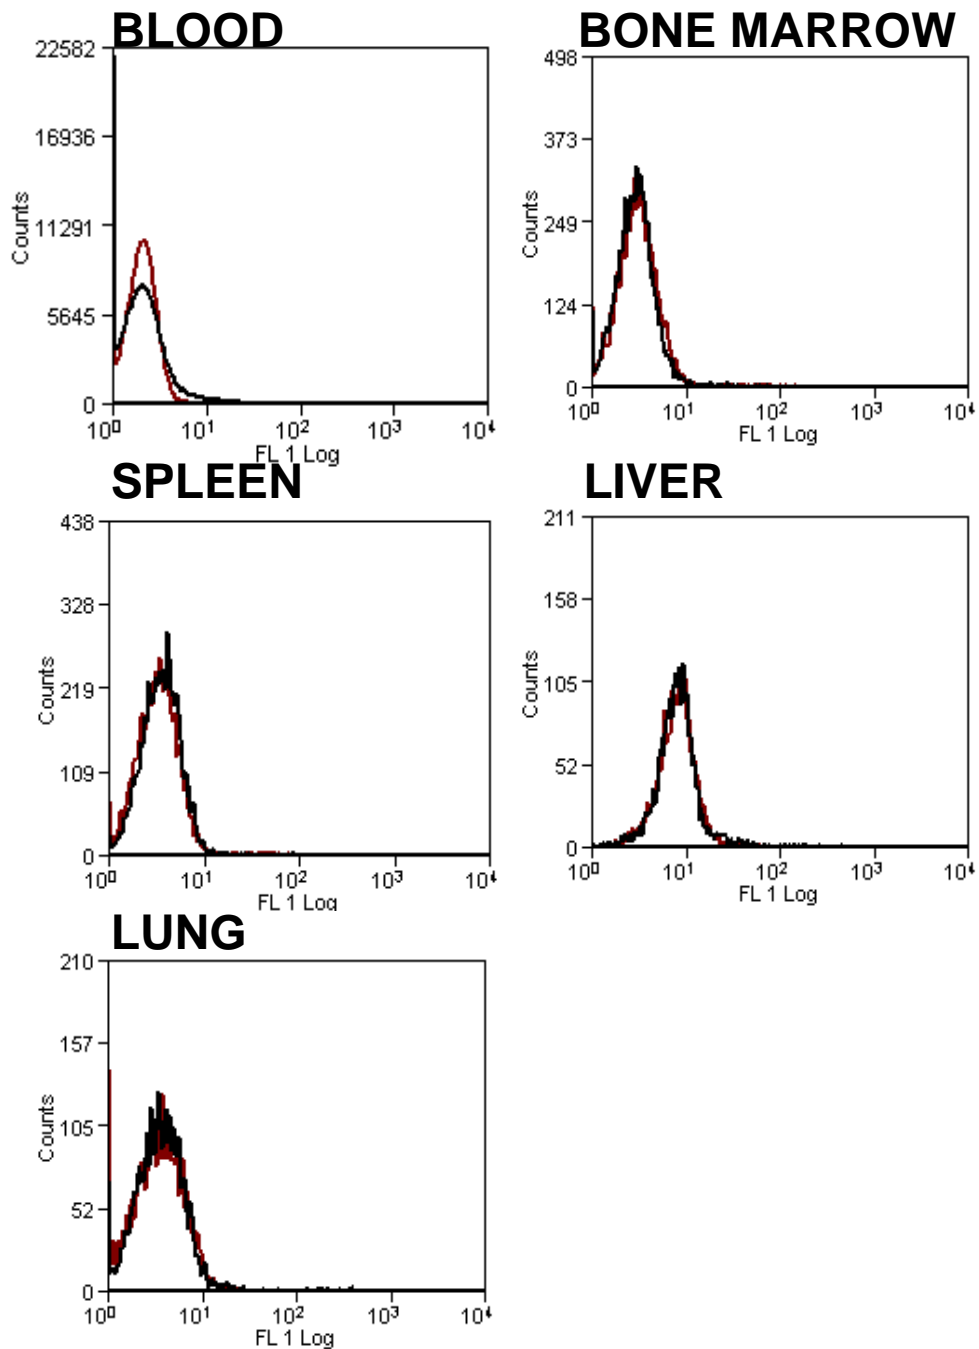 BLOOD
22582
16936
11291
5645
0
Counts
10⁰ 10¹ 10² 10³ 10⁴
FL 1 Log
BONE MARROW
498
373
249
124
0
Counts
10⁰ 10¹ 10² 10³ 10⁴
FL 1 Log
SPLEEN
438
328
219
109
0
Counts
10⁰ 10¹ 10² 10³ 10⁴
FL 1 Log
LIVER
211
158
105
52
0
Counts
10⁰ 10¹ 10² 10³ 10⁴
FL 1 Log
LUNG
210
157
105
52
0
Counts
10⁰ 10¹ 10² 10³ 10⁴
FL 1 Log